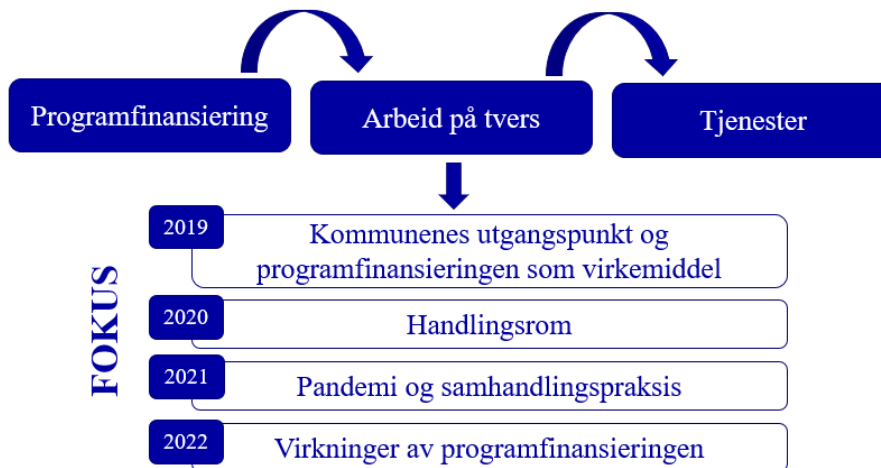 Programfinansiering
Arbeid på tvers
Tjenester
FOKUS
2019
Kommunenes utgangspunkt og
programfinansieringen som virkemiddel
2020
Handlingsrom
2021
Pandemi og samhandlingspraksis
2022
Virkninger av programfinansieringen